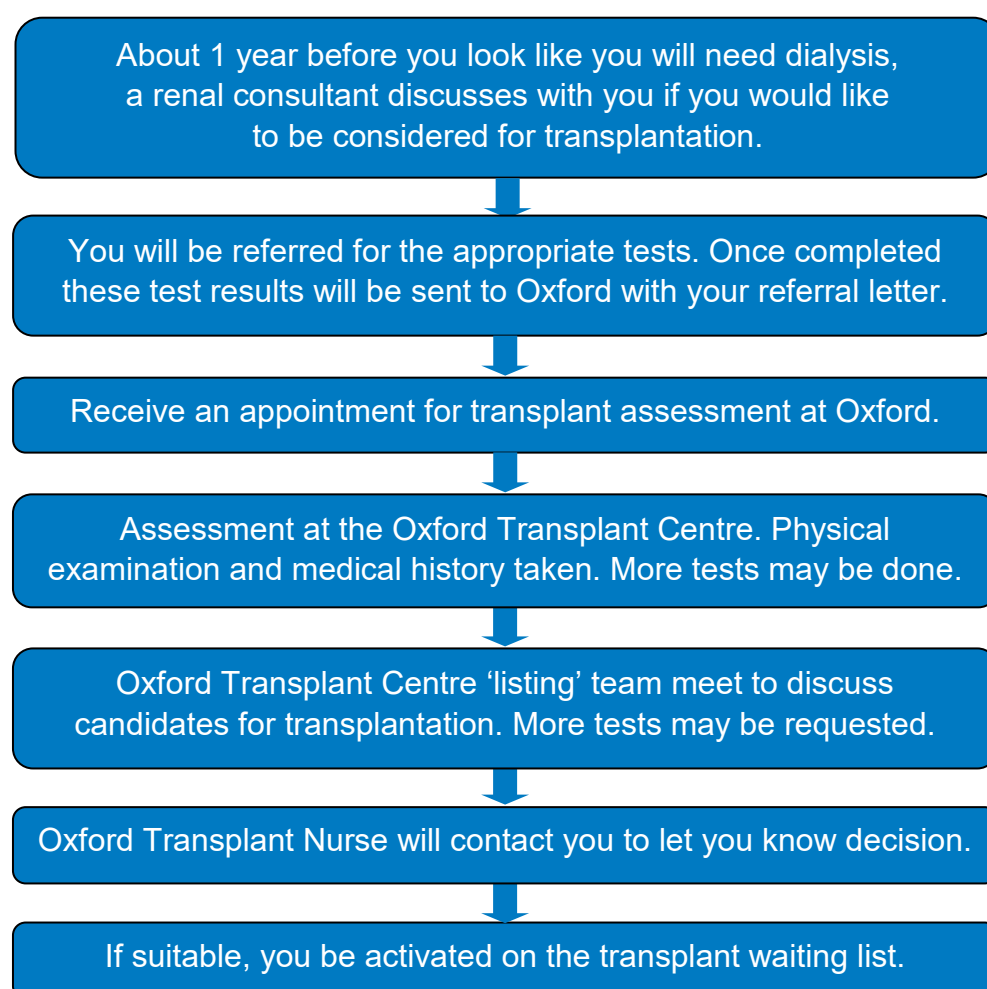 About 1 year before you look like you will need dialysis,
a renal consultant discusses with you if you would like
to be considered for transplantation.
You will be referred for the appropriate tests. Once completed
these test results will be sent to Oxford with your referral letter.
Receive an appointment for transplant assessment at Oxford.
Assessment at the Oxford Transplant Centre. Physical
examination and medical history taken. More tests may be done.
Oxford Transplant Centre ‘listing’ team meet to discuss
candidates for transplantation. More tests may be requested.
Oxford Transplant Nurse will contact you to let you know decision.
If suitable, you be activated on the transplant waiting list.